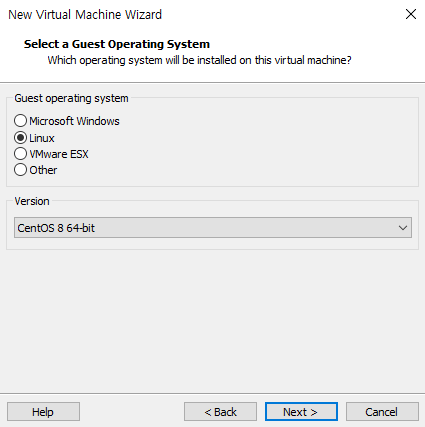 New Virtual Machine Wizard
Select a Guest Operating System
Which operating system will be installed on this virtual machine?
Guest operating system
Microsoft Windows
Linux
VMware ESX
Other
Version
CentOS 8 64-bit
Help
< Back
Next >
Cancel